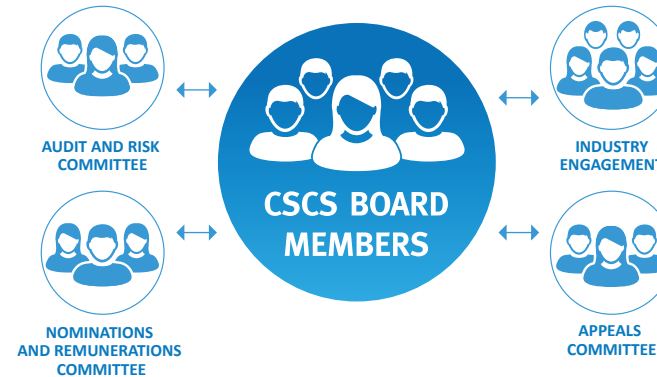 AUDIT AND RISK
COMMITTEE
NOMINATIONS
AND REMUNERATIONS
COMMITTEE
CSCS BOARD
MEMBERS
INDUSTRY
ENGAGEMENT
APPEALS
COMMITTEE